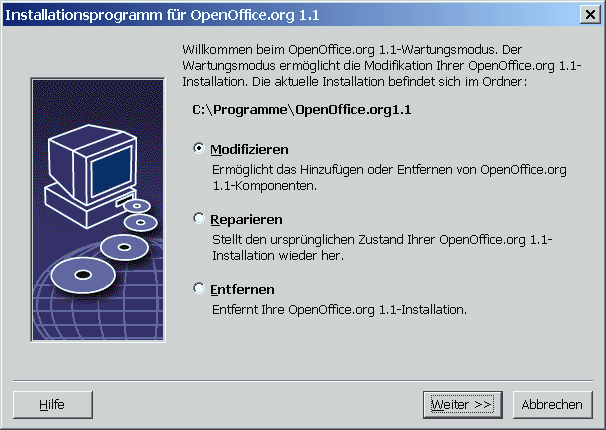 Installationsprogramm für OpenOffice.org 1.1
Willkommen beim OpenOffice.org 1.1-Wartungsmodus. Der
Wartungsmodus ermöglicht die Modifikation Ihrer OpenOffice.org 1.1-
Installation. Die aktuelle Installation befindet sich im Ordner:
C:\Programme\OpenOffice.org1.1
Modifizieren
Ermöglicht das Hinzufügen oder Entfernen von OpenOffice.org
1.1-Komponenten.
Reparieren
Stellt den ursprünglichen Zustand Ihrer OpenOffice.org 1.1-
Installation wieder her.
Entfernen
Entfernt Ihre OpenOffice.org 1.1-Installation.
Hilfe
Weiter >>
Abbrechen